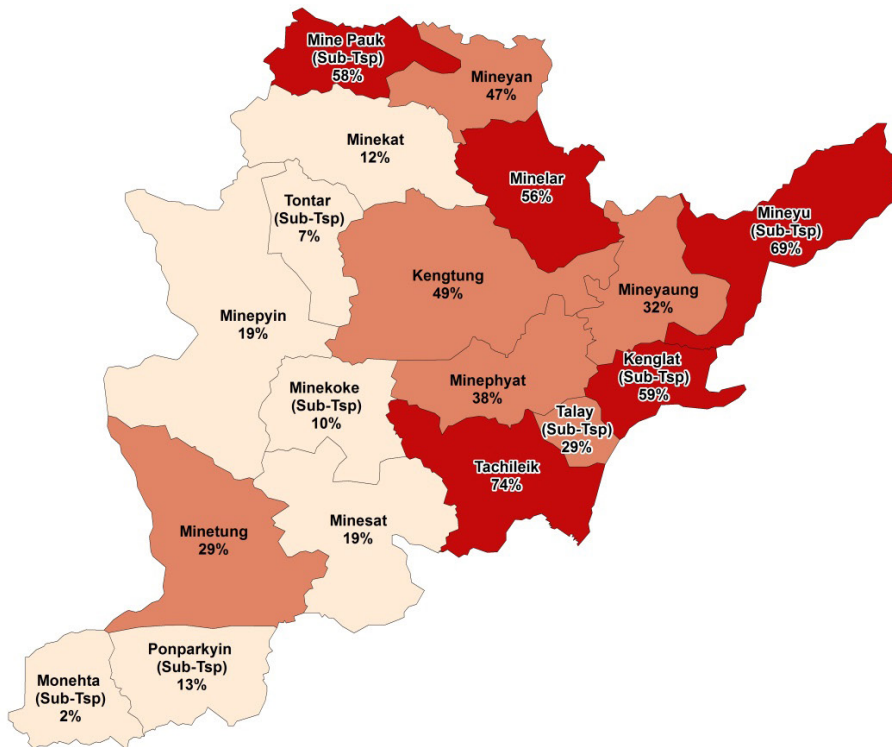 Mine Pauk
(Sub-Tsp)
58%
Mineyan
47%
Minekat
12%
Minelar
56%
Tontar
(Sub-Tsp)
7%
Mineyu
(Sub-Tsp)
69%
Kengtung
49%
Mineyaung
32%
Minepyin
19%
Kenglat
(Sub-Tsp)
59%
Minekoke
(Sub-Tsp)
10%
Minephyat
38%
Talay
(Sub-Tsp)
29%
Tachileik
74%
Minetung
29%
Minesat
19%
Ponparkyin
(Sub-Tsp)
13%
Monehta
(Sub-Tsp)
2%